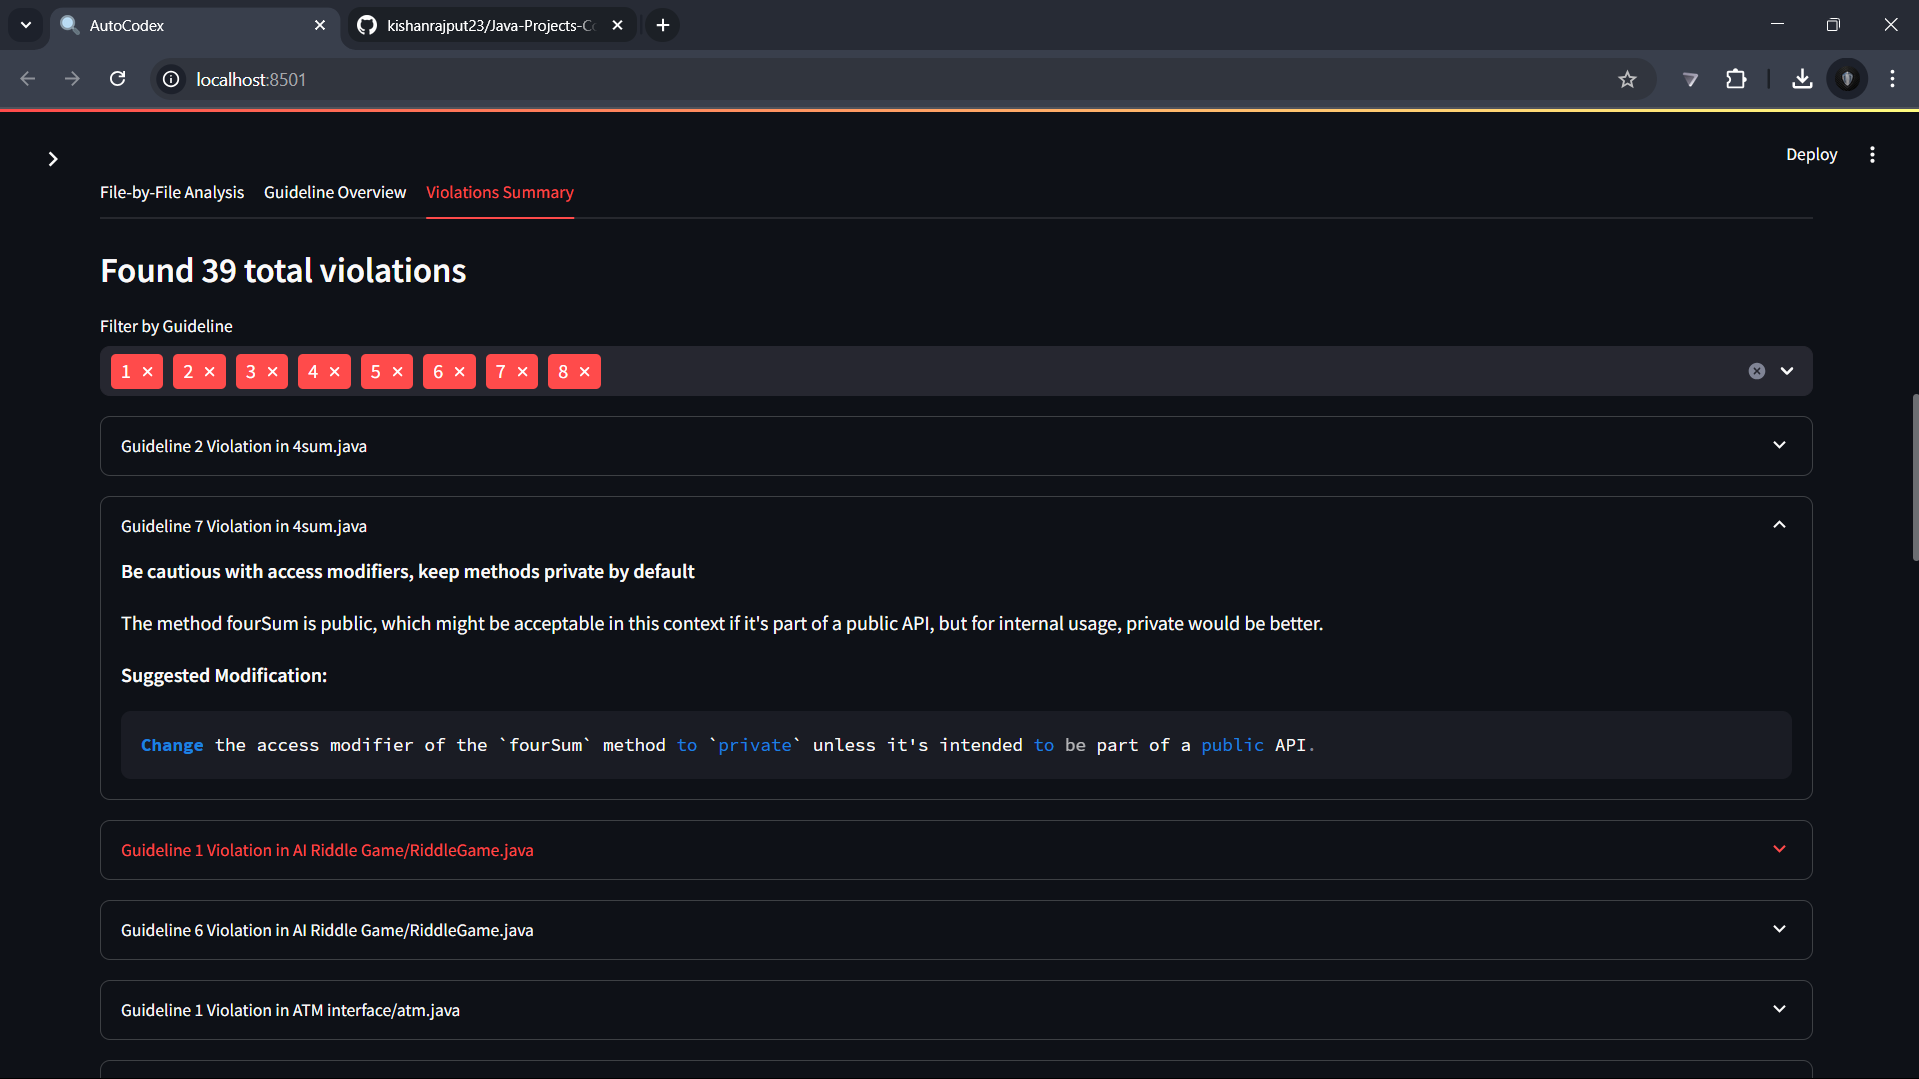 AutoCodex
kishanrajput23/Java-Projects-Co
localhost:8501
Deploy
File-by-File Analysis Guideline Overview Violations Summary
Found 39 total violations
Filter by Guideline
1 2 3 4 5 6 7 8
Guideline 2 Violation in 4sum.java
Guideline 7 Violation in 4sum.java
Be cautious with access modifiers, keep methods private by default
The method fourSum is public, which might be acceptable in this context if it's part of a public API, but for internal usage, private would be better.
Suggested Modification:
Change the access modifier of the `fourSum` method to `private` unless it's intended to be part of a public API.
Guideline 1 Violation in AI Riddle Game/RiddleGame.java
Guideline 6 Violation in AI Riddle Game/RiddleGame.java
Guideline 1 Violation in ATM interface/atm.java